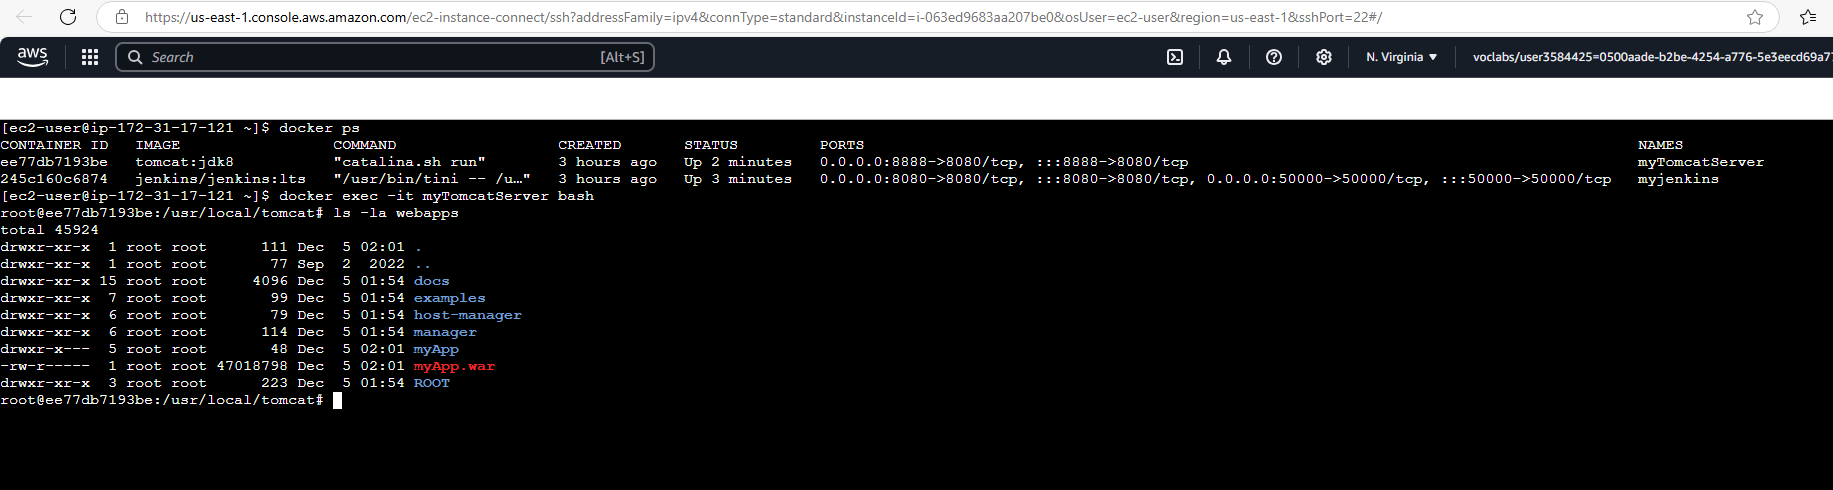 https://us-east-1.console.aws.amazon.com/ec2-instance-connect/ssh?addressFamily=ipv4&connType=standard&instanceId=i-063ed9683aa207be0&osUser=ec2-user&region=us-east-1&sshPort=22#/
aws Search [Alt+S] N. Virginia voclabs/user3584425=0500aade-b2be-4254-a776-5e3eecd69a7
[ec2-user@ip-172-31-17-121 ~]$ docker ps
CONTAINER ID IMAGE COMMAND CREATED STATUS PORTS NAMES
ee77db7193be tomcat:jdk8 "catalina.sh run" 3 hours ago Up 2 minutes 0.0.0.0:8888->8080/tcp, :::8888->8080/tcp myTomcatServer
245c160c6874 jenkins/jenkins:lts "/usr/bin/tini -- /u…" 3 hours ago Up 3 minutes 0.0.0.0:8080->8080/tcp, :::8080->8080/tcp, 0.0.0.0:50000->50000/tcp, :::50000->50000/tcp myjenkins
[ec2-user@ip-172-31-17-121 ~]$ docker exec -it myTomcatServer bash
root@ee77db7193be:/usr/local/tomcat# ls -la webapps
total 45924
drwxr-xr-x 1 root root 111 Dec 5 02:01 .
drwxr-xr-x 1 root root 77 Sep 2 2022 ..
drwxr-xr-x 15 root root 4096 Dec 5 01:54 docs
drwxr-xr-x 7 root root 99 Dec 5 01:54 examples
drwxr-xr-x 6 root root 79 Dec 5 01:54 host-manager
drwxr-xr-x 6 root root 114 Dec 5 01:54 manager
drwxr-x--- 5 root root 48 Dec 5 02:01 myApp
-rw-r----- 1 root root 47018798 Dec 5 02:01 myApp.war
drwxr-xr-x 3 root root 223 Dec 5 01:54 ROOT
root@ee77db7193be:/usr/local/tomcat#